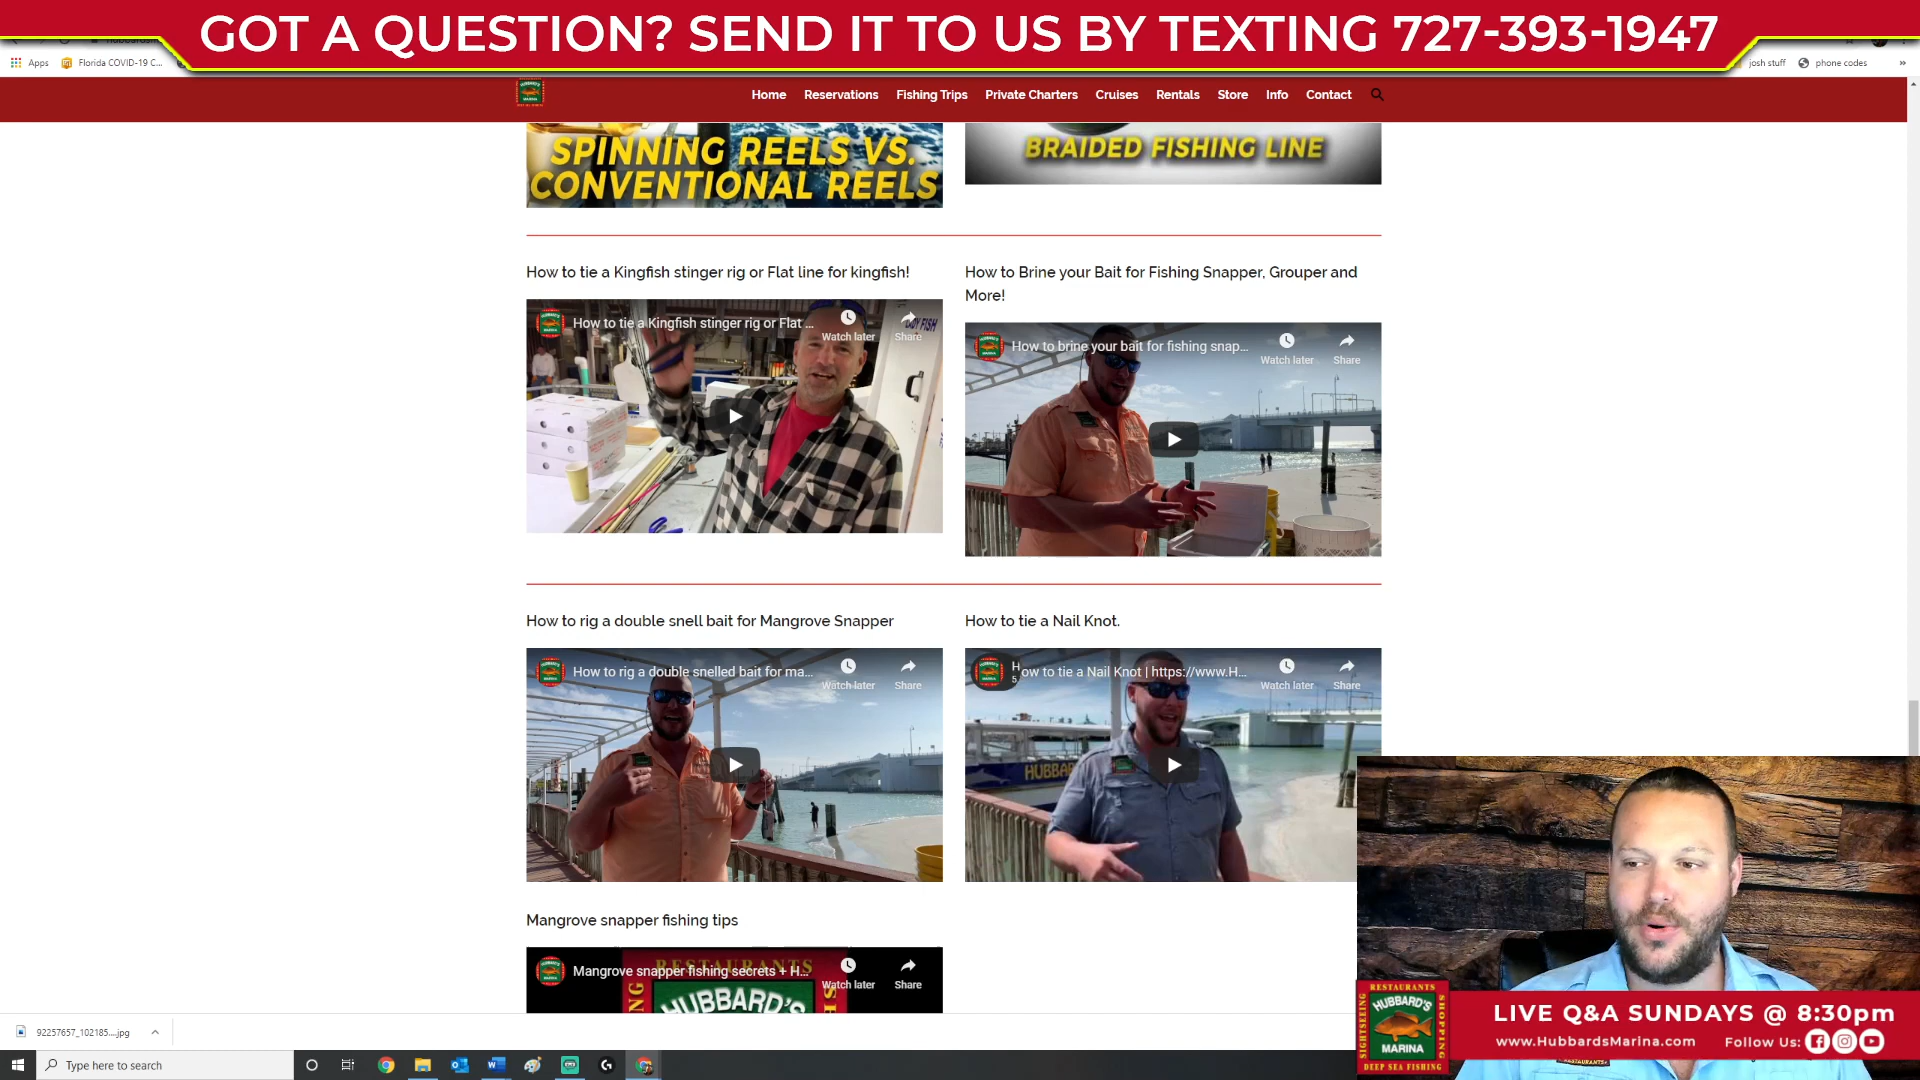 GOT A QUESTION? SEND IT TO US BY TEXTING 727-393-1947
Apps
Florida COVID-19 C...
josh stuff
phone codes
»
HUBBARD'S
MARINA
Home
Reservations
Fishing Trips
Private Charters
Cruises
Rentals
Store
Info
Contact
SPINNING REELS VS.
CONVENTIONAL REELS
BRAIDED FISHING LINE
How to tie a Kingfish stinger rig or Flat line for kingfish!
How to Brine your Bait for Fishing Snapper, Grouper and
More!
How to tie a Kingfish stinger rig or Flat ...
Watch later
Share
FISH
How to brine your bait for fishing snap...
Watch later
Share
How to rig a double snell bait for Mangrove Snapper
How to tie a Nail Knot.
How to rig a double snelled bait for ma...
Watch later
Share
How to tie a Nail Knot | https://www.H...
Watch later
Share
HUBBA
Mangrove snapper fishing tips
Mangrove snapper fishing secrets + H...
Watch later
Share
RESTAURANTS
HUBBARD'S
92257657_102185....jpg
Type here to search
RESTAURANTS
SIGHTSEEING
HUBBARD'S
MARINA
SHOPPING
DEEP SEA FISHING
LIVE Q&A SUNDAYS @ 8:30pm
www.HubbardsMarina.com
Follow Us: